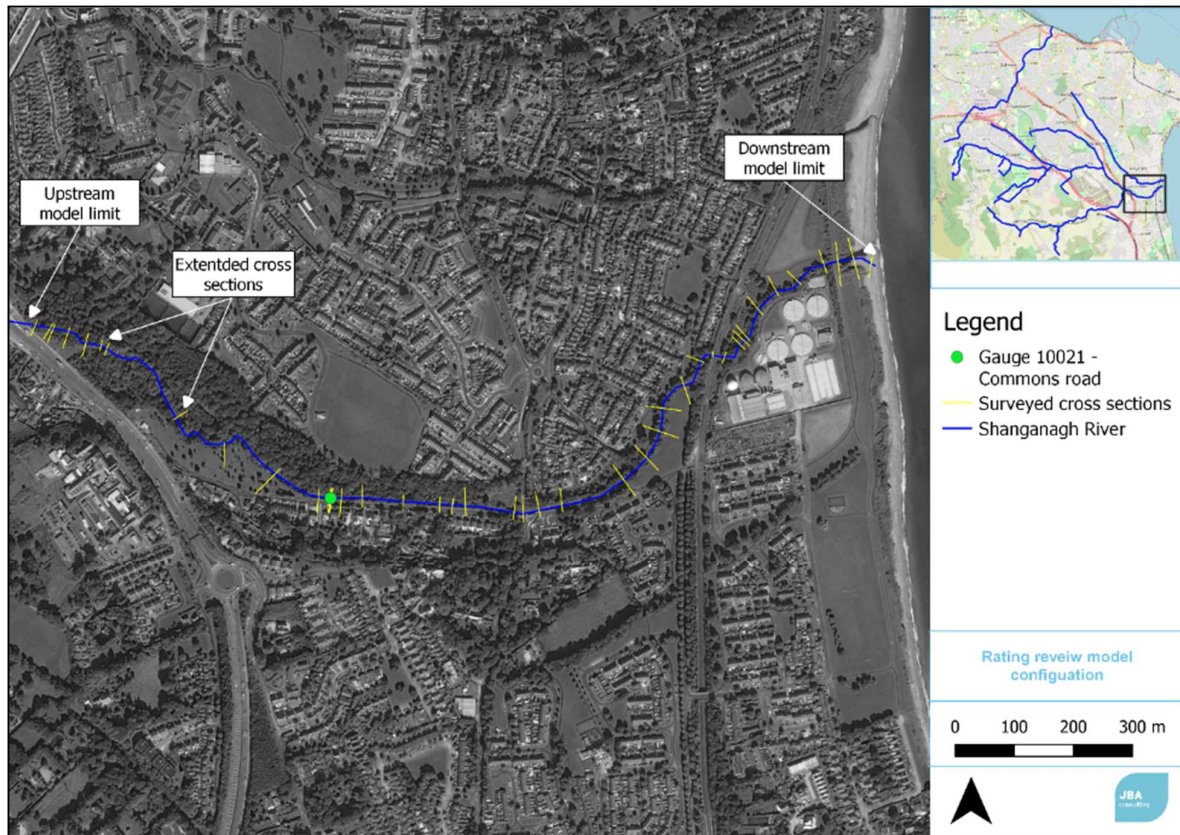 Upstream
model limit
Extentded cross
sections
Downstream
model limit
Legend
Gauge 10021 -
Commons road
Surveyed cross sections
Shanganagh River
Rating reveiw model
configuation
0 100 200 300 m
JBA
consulting